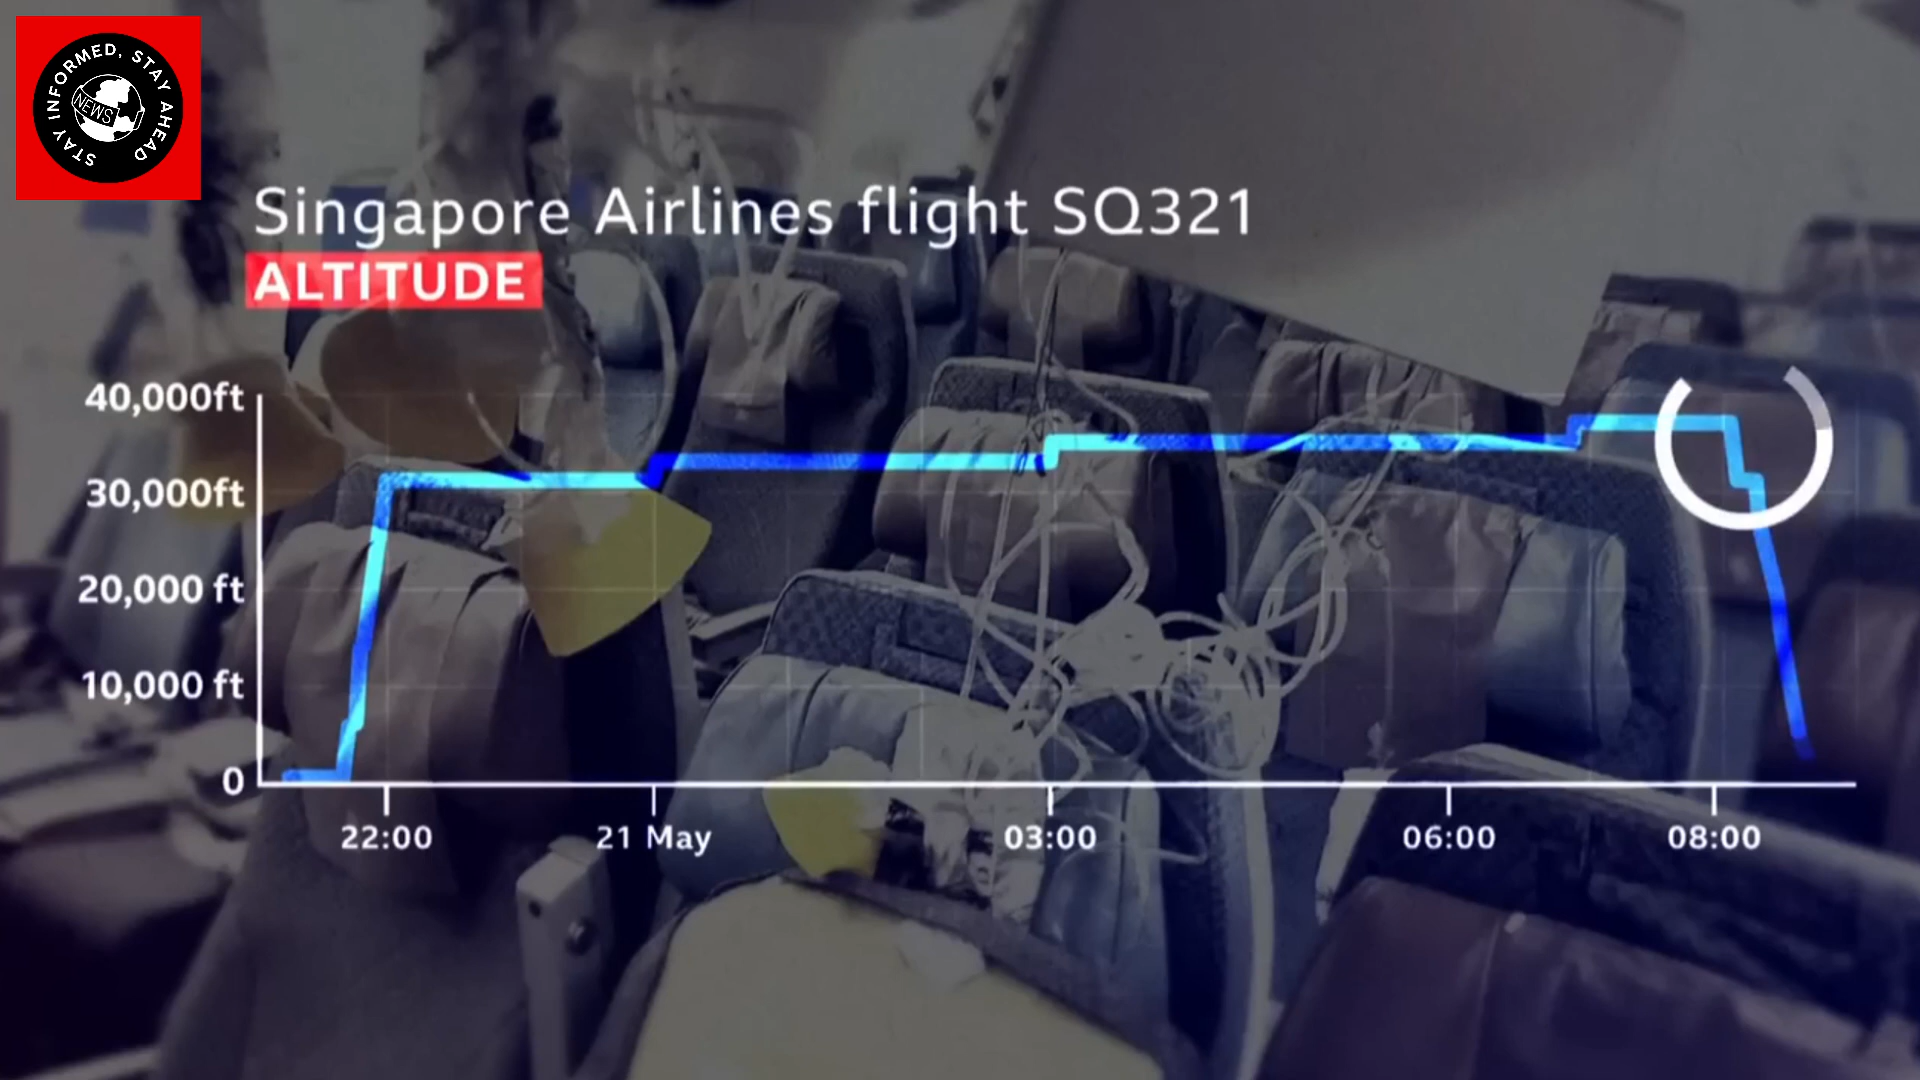 STAY INFORMED, STAY AHEAD
NEWS
Singapore Airlines flight SQ321
ALTITUDE
40,000ft
30,000ft
20,000 ft
10,000 ft
0
22:00
21 May
03:00
06:00
08:00